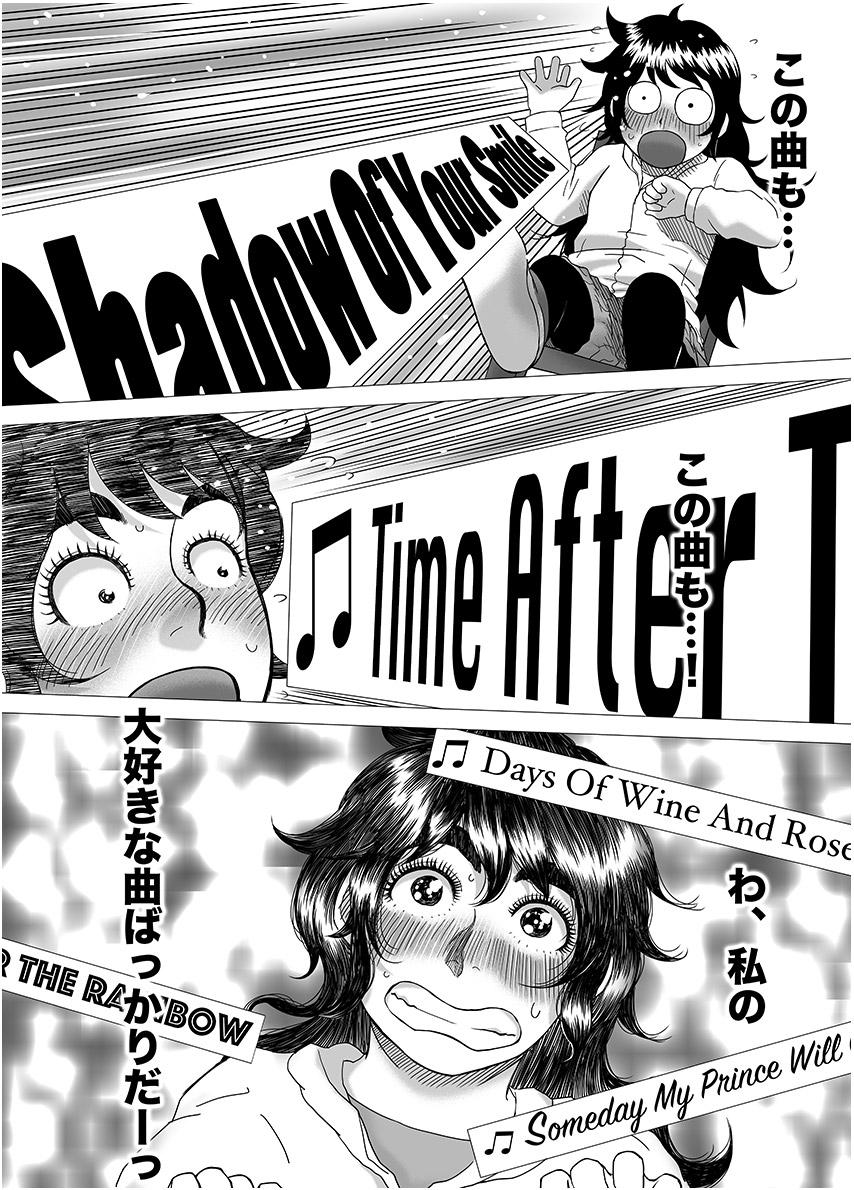 この曲も…
Shadow Of Your Smile
この曲も…!
♫ Time After T
♫ Days Of Wine And Rose
わ、私の
R THE RAINBOW
大好きな曲ばっかりだーっ
♫ Someday My Prince Will